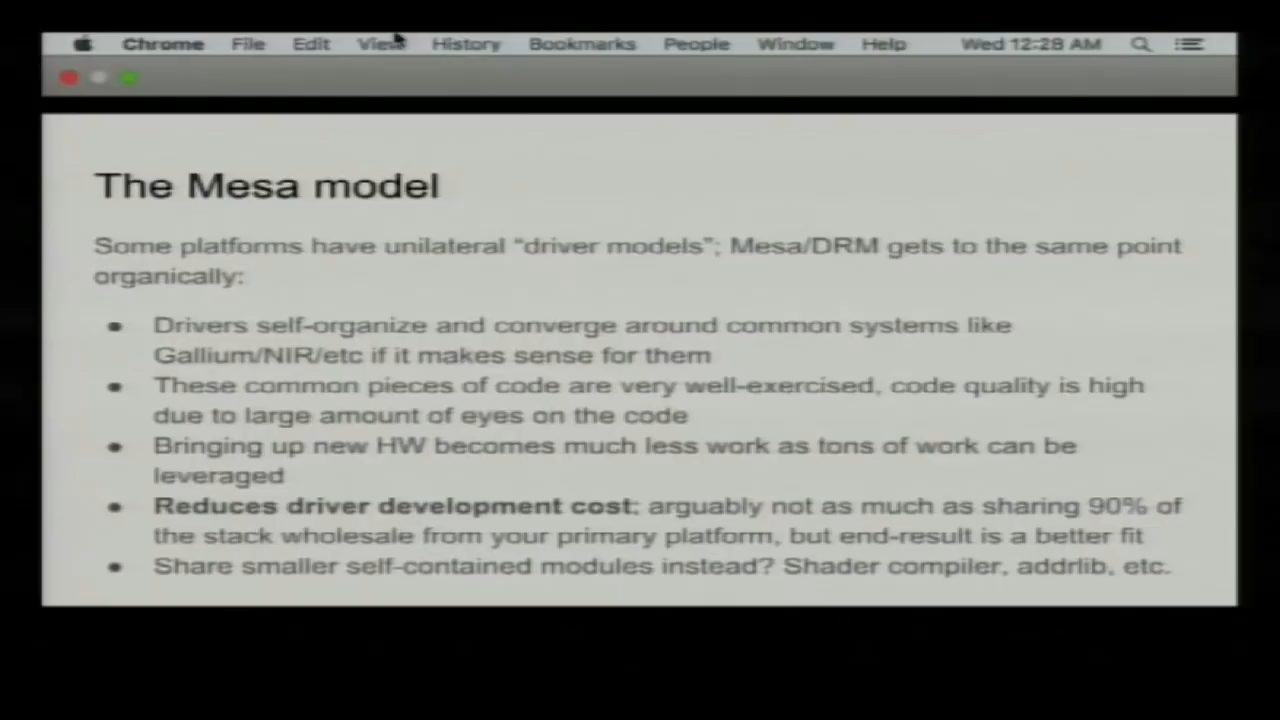 Chrome File Edit View History Bookmarks People Window Help Wed 12:28 AM
The Mesa model
Some platforms have unilateral “driver models”; Mesa/DRM gets to the same point
organically:
● Drivers self-organize and converge around common systems like
Gallium/NIR/etc if it makes sense for them
● These common pieces of code are very well-exercised, code quality is high
due to large amount of eyes on the code
● Bringing up new HW becomes much less work as tons of work can be
leveraged
● Reduces driver development cost; arguably not as much as sharing 90% of
the stack wholesale from your primary platform, but end-result is a better fit
● Share smaller self-contained modules instead? Shader compiler, addrlib, etc.